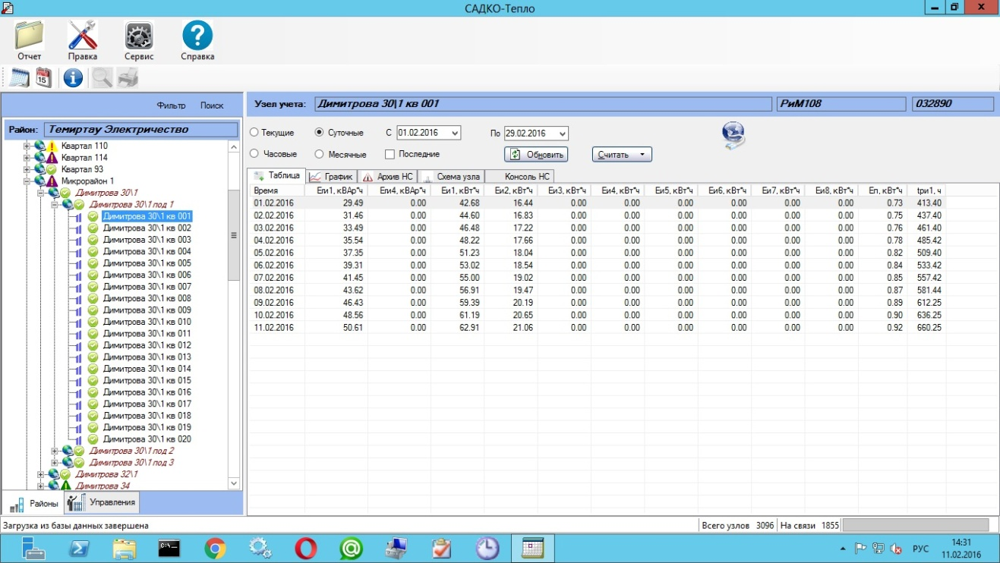 САДКО-Тепло
Отчет Правка Сервис Справка
Фильтр Поиск
Район: Темиртау Электричество
Квартал 110
Квартал 114
Квартал 93
Микрорайон 1
Димитрова 30\1
Димитрова 30\1 под 1
Димитрова 30\1 кв 001
Димитрова 30\1 кв 002
Димитрова 30\1 кв 003
Димитрова 30\1 кв 004
Димитрова 30\1 кв 005
Димитрова 30\1 кв 006
Димитрова 30\1 кв 007
Димитрова 30\1 кв 008
Димитрова 30\1 кв 009
Димитрова 30\1 кв 010
Димитрова 30\1 кв 011
Димитрова 30\1 кв 012
Димитрова 30\1 кв 013
Димитрова 30\1 кв 014
Димитрова 30\1 кв 015
Димитрова 30\1 кв 016
Димитрова 30\1 кв 017
Димитрова 30\1 кв 018
Димитрова 30\1 кв 019
Димитрова 30\1 кв 020
Димитрова 30\1 под 2
Димитрова 30\1 под 3
Димитрова 32\1
Димитрова 34
Районы Управления
Узел учета: Димитрова 30\1 кв 001 РиМ108 032890
Текущие Суточные С 01.02.2016 По 29.02.2016
Часовые Месячные Последние Обновить Считать
Таблица График Архив НС Схема узла Консоль НС
Время Еги1, кВАр*ч Еги4, кВАр*ч Еи1, кВт*ч Еи2, кВт*ч Еи3, кВт*ч Еи4, кВт*ч Еи5, кВт*ч Еи6, кВт*ч Еи7, кВт*ч Еи8, кВт*ч Еп, кВт*ч tри1, ч
01.02.2016 29.49 0.00 42.68 16.44 0.00 0.00 0.00 0.00 0.00 0.00 0.73 413.40
02.02.2016 31.46 0.00 44.60 16.83 0.00 0.00 0.00 0.00 0.00 0.00 0.75 437.40
03.02.2016 33.49 0.00 46.48 17.22 0.00 0.00 0.00 0.00 0.00 0.00 0.76 461.40
04.02.2016 35.54 0.00 48.22 17.66 0.00 0.00 0.00 0.00 0.00 0.00 0.78 485.42
05.02.2016 37.35 0.00 51.23 18.04 0.00 0.00 0.00 0.00 0.00 0.00 0.82 509.40
06.02.2016 39.31 0.00 53.02 18.54 0.00 0.00 0.00 0.00 0.00 0.00 0.84 533.42
07.02.2016 41.45 0.00 55.00 19.02 0.00 0.00 0.00 0.00 0.00 0.00 0.85 557.42
08.02.2016 43.62 0.00 56.91 19.47 0.00 0.00 0.00 0.00 0.00 0.00 0.87 581.44
09.02.2016 46.43 0.00 59.39 20.19 0.00 0.00 0.00 0.00 0.00 0.00 0.89 612.25
10.02.2016 48.56 0.00 61.19 20.65 0.00 0.00 0.00 0.00 0.00 0.00 0.90 636.25
11.02.2016 50.61 0.00 62.91 21.06 0.00 0.00 0.00 0.00 0.00 0.00 0.92 660.25
Загрузка из базы данных завершена Всего узлов 3096 На связи 1855
РУС 14:31
11.02.2016